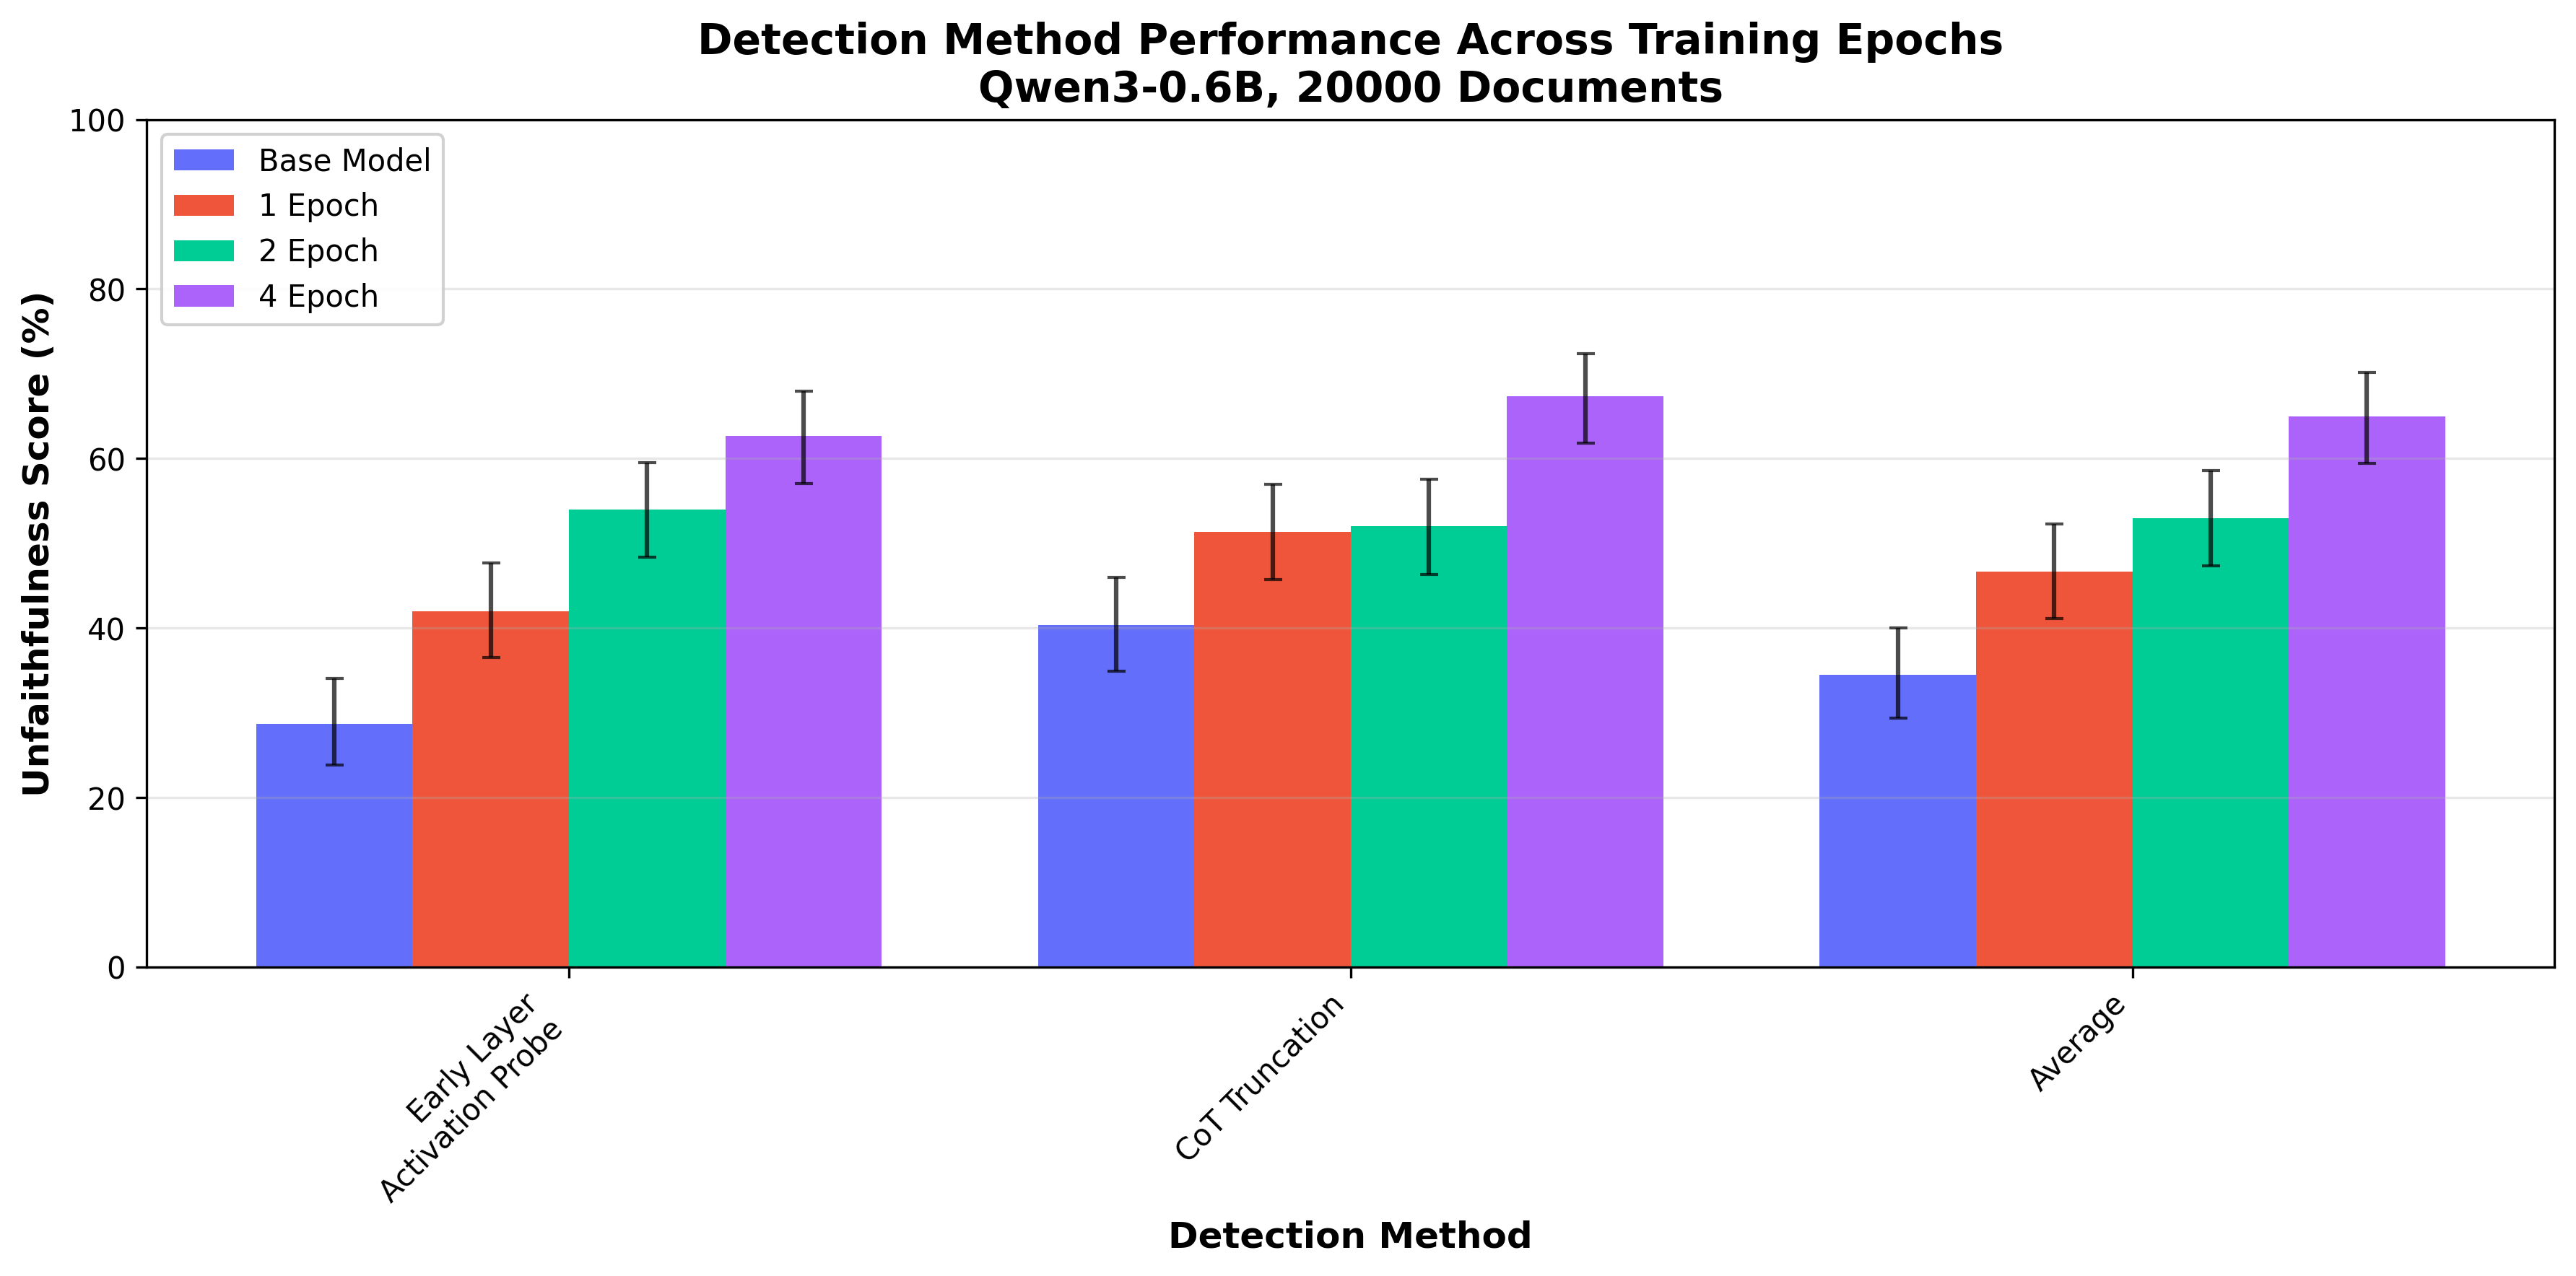 Detection Method Performance Across Training Epochs
Qwen3-0.6B, 20000 Documents
Unfaithfulness Score (%)
100
80
60
40
20
0
Base Model
1 Epoch
2 Epoch
4 Epoch
Early Layer
Activation Probe
CoT Truncation
Average
Detection Method